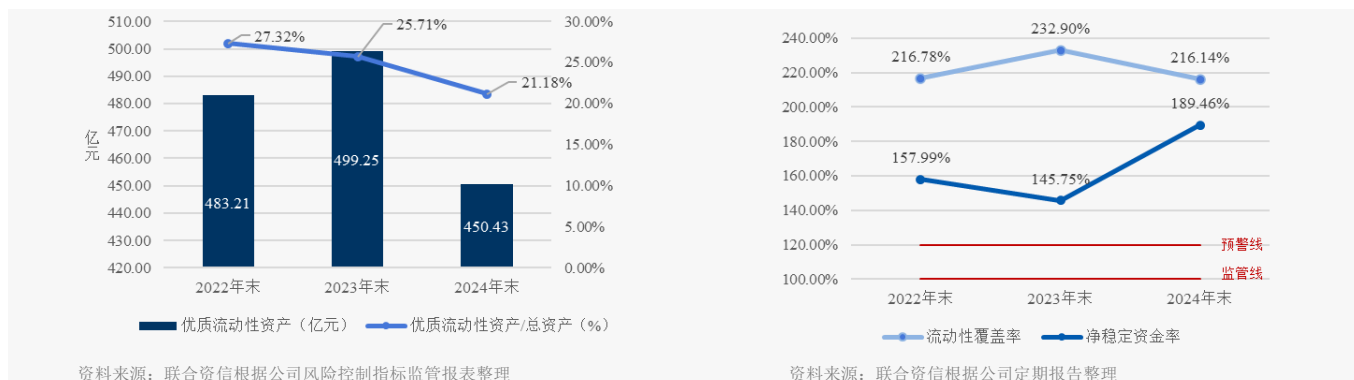 510.00
500.00
490.00
480.00
470.00
460.00
450.00
440.00
430.00
420.00
亿元
30.00%
25.00%
20.00%
15.00%
10.00%
5.00%
0.00%
27.32%
25.71%
21.18%
483.21
499.25
450.43
2022年末
2023年末
2024年末
优质流动性资产（亿元）
优质流动性资产/总资产（%）
资料来源：联合资信根据公司风险控制指标监管报表整理
240.00%
220.00%
200.00%
180.00%
160.00%
140.00%
120.00%
100.00%
216.78%
232.90%
216.14%
189.46%
157.99%
145.75%
预警线
监管线
2022年末
2023年末
2024年末
流动性覆盖率
净稳定资金率
资料来源：联合资信根据公司定期报告整理